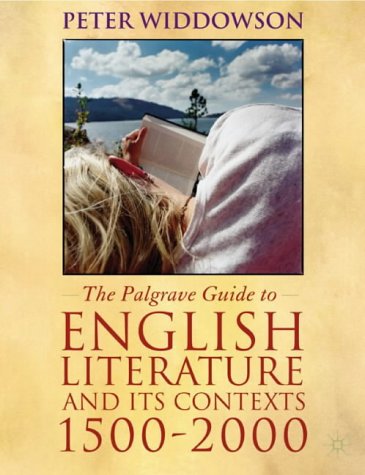 PETER WIDDOWSON
The Palgrave Guide to
ENGLISH
LITERATURE
AND ITS CONTEXTS
1500-2000